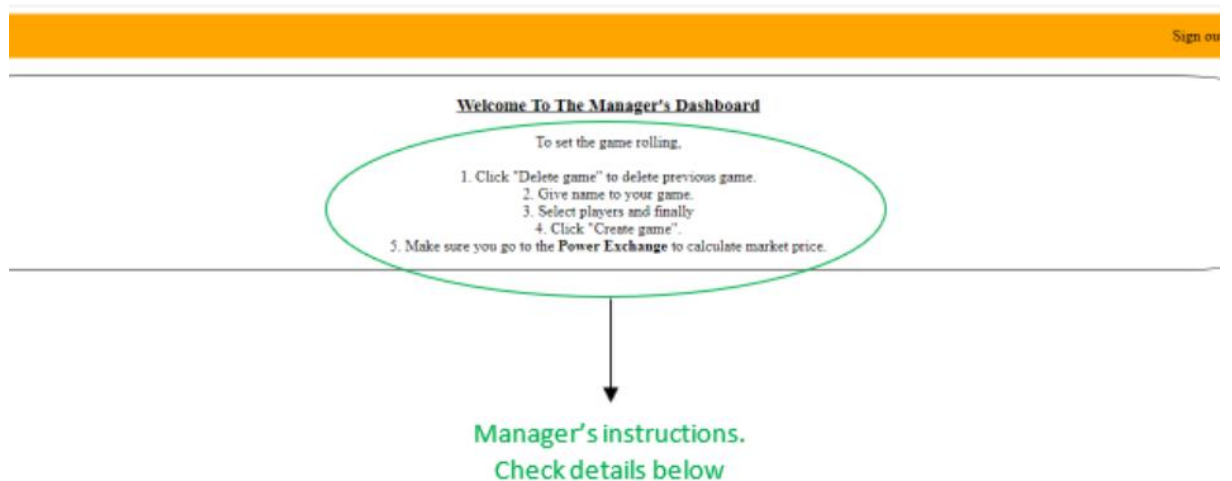 Sign ou
Welcome To The Manager's Dashboard
To set the game rolling,
1. Click "Delete game" to delete previous game.
2. Give name to your game.
3. Select players and finally
4. Click "Create game".
5. Make sure you go to the Power Exchange to calculate market price.
Manager's instructions.
Check details below